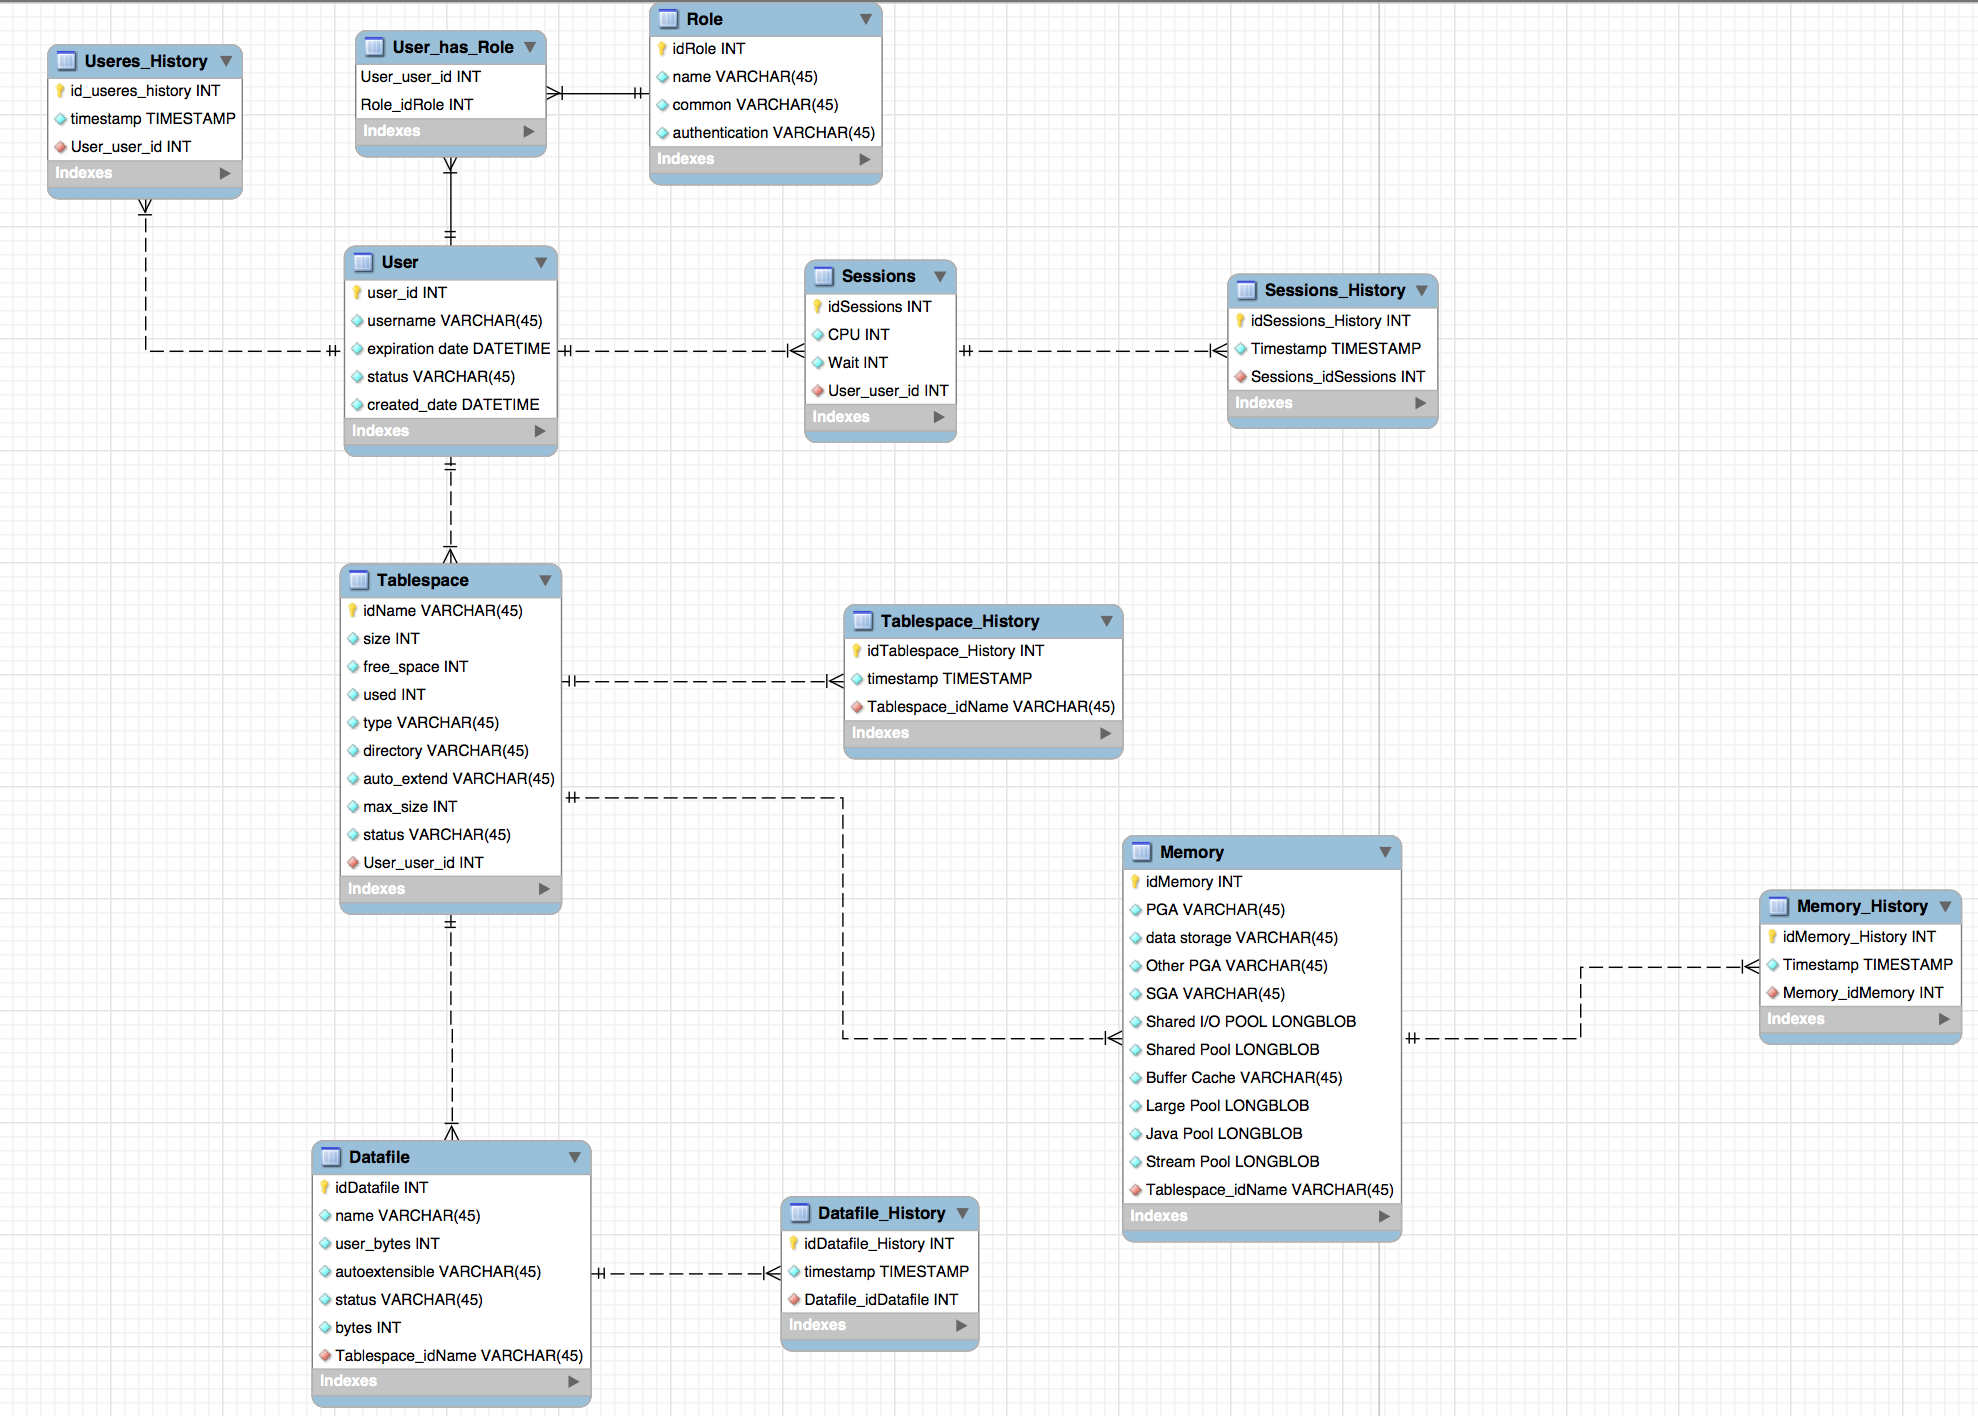 Useres_History
id_useres_history INT
timestamp TIMESTAMP
User_user_id INT
Indexes
User_has_Role
User_user_id INT
Role_idRole INT
Indexes
Role
idRole INT
name VARCHAR(45)
common VARCHAR(45)
authentication VARCHAR(45)
Indexes
User
user_id INT
username VARCHAR(45)
expiration date DATETIME
status VARCHAR(45)
created_date DATETIME
Indexes
Sessions
idSessions INT
CPU INT
Wait INT
User_user_id INT
Indexes
Sessions_History
idSessions_History INT
Timestamp TIMESTAMP
Sessions_idSessions INT
Indexes
Tablespace
idName VARCHAR(45)
size INT
free_space INT
used INT
type VARCHAR(45)
directory VARCHAR(45)
auto_extend VARCHAR(45)
max_size INT
status VARCHAR(45)
User_user_id INT
Indexes
Tablespace_History
idTablespace_History INT
timestamp TIMESTAMP
Tablespace_idName VARCHAR(45)
Indexes
Memory
idMemory INT
PGA VARCHAR(45)
data storage VARCHAR(45)
Other PGA VARCHAR(45)
SGA VARCHAR(45)
Shared I/O POOL LONGBLOB
Shared Pool LONGBLOB
Buffer Cache VARCHAR(45)
Large Pool LONGBLOB
Java Pool LONGBLOB
Stream Pool LONGBLOB
Tablespace_idName VARCHAR(45)
Indexes
Memory_History
idMemory_History INT
Timestamp TIMESTAMP
Memory_idMemory INT
Indexes
Datafile
idDatafile INT
name VARCHAR(45)
user_bytes INT
autoextensible VARCHAR(45)
status VARCHAR(45)
bytes INT
Tablespace_idName VARCHAR(45)
Indexes
Datafile_History
idDatafile_History INT
timestamp TIMESTAMP
Datafile_idDatafile INT
Indexes